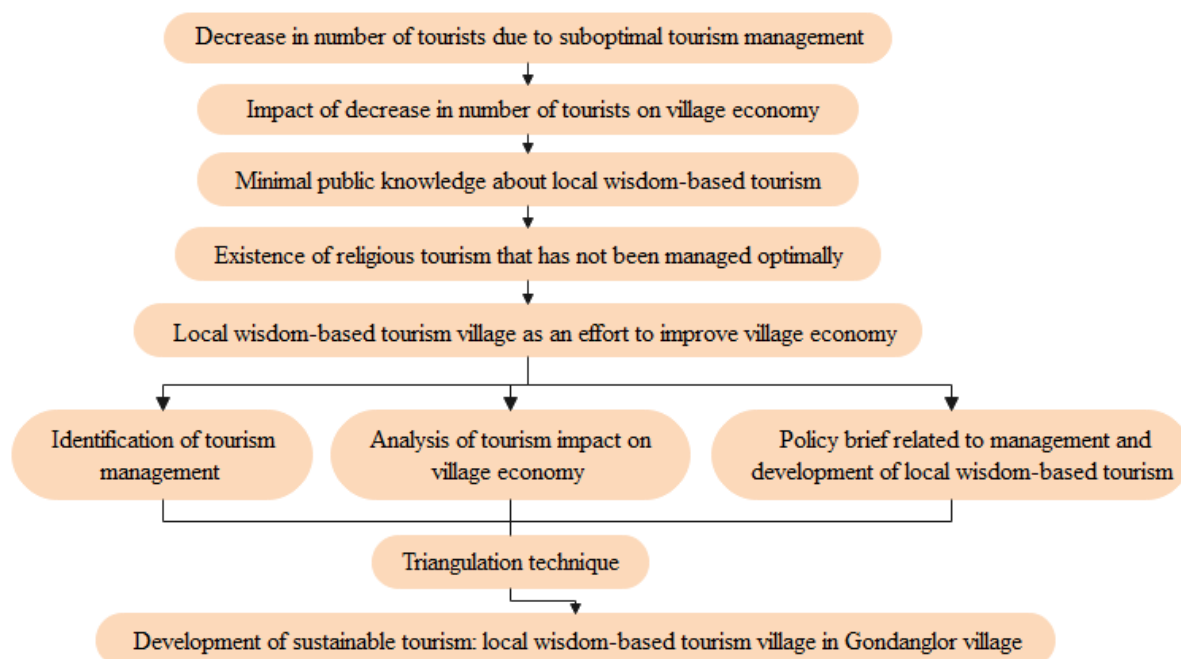 Decrease in number of tourists due to suboptimal tourism management
Impact of decrease in number of tourists on village economy
Minimal public knowledge about local wisdom-based tourism
Existence of religious tourism that has not been managed optimally
Local wisdom-based tourism village as an effort to improve village economy
Identification of tourism
management
Analysis of tourism impact on
village economy
Policy brief related to management and
development of local wisdom-based tourism
Triangulation technique
Development of sustainable tourism: local wisdom-based tourism village in Gondanglor village